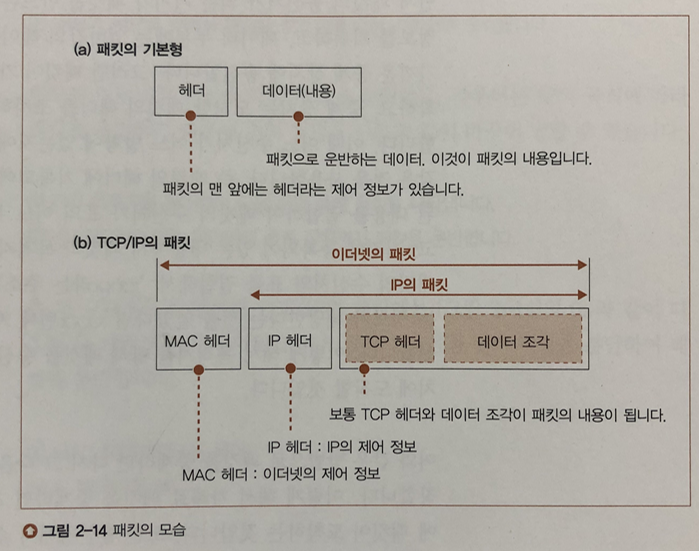 (a) 패킷의 기본형
헤더 데이터(내용)
패킷으로 운반하는 데이터. 이것이 패킷의 내용입니다.
패킷의 맨 앞에는 헤더라는 제어 정보가 있습니다.
(b) TCP/IP의 패킷
이더넷의 패킷
IP의 패킷
MAC 헤더 IP 헤더 TCP 헤더 데이터 조각
보통 TCP 헤더와 데이터 조각이 패킷의 내용이 됩니다.
IP 헤더 : IP의 제어 정보
MAC 헤더 : 이더넷의 제어 정보
그림 2-14 패킷의 모습